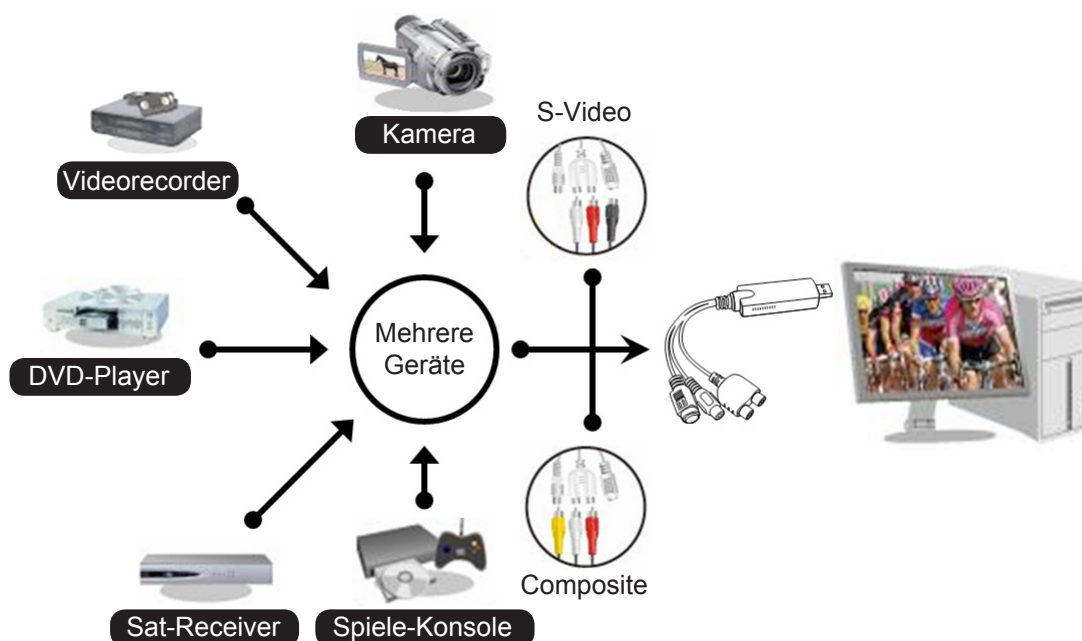 Kamera
S-Video
Videorecorder
Mehrere
Geräte
DVD-Player
Composite
Sat-Receiver
Spiele-Konsole